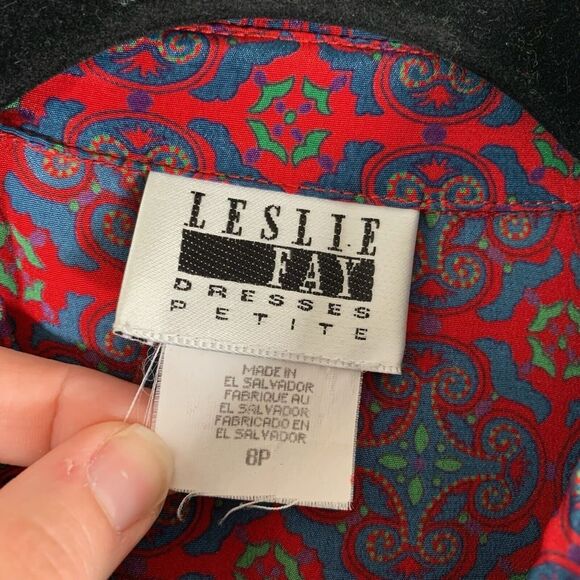 LESLIE
FAY
DRESSES
PETITE
MADE IN
EL SALVADOR
FABRIQUE AU
EL SALVADOR
FABRICADO EN
EL SALVADOR
8P